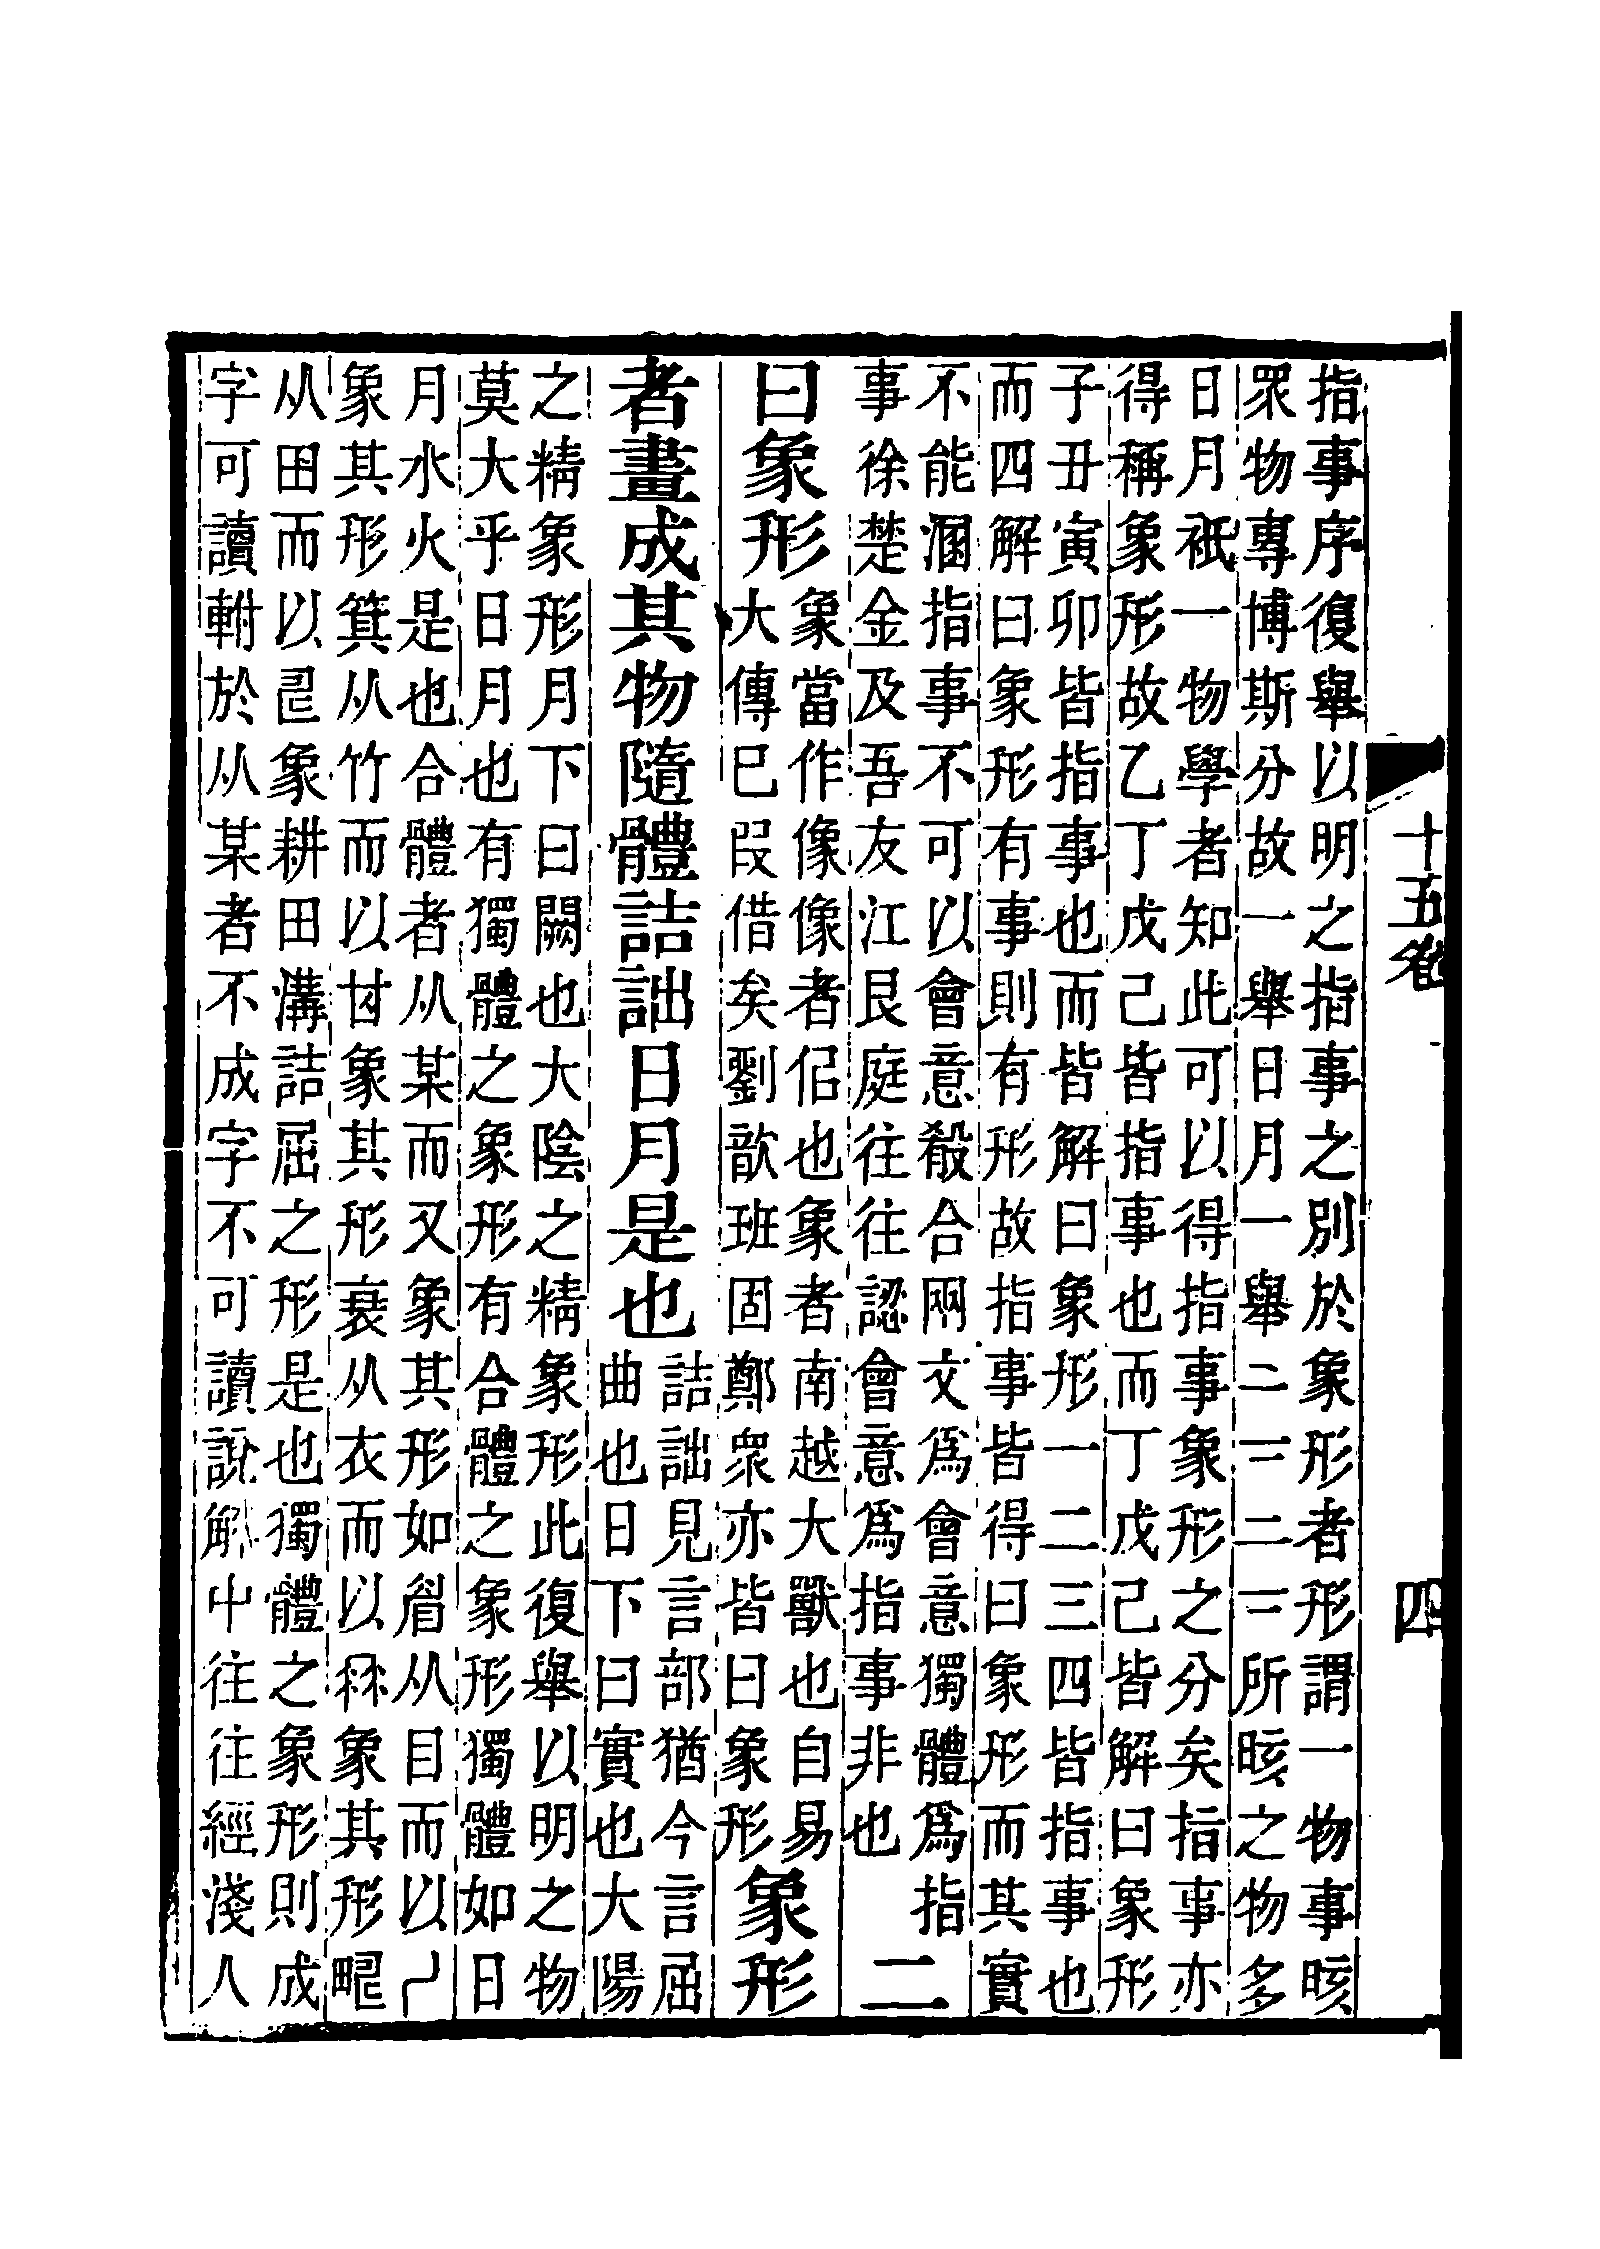 十五卷
四
指事序復舉以明之指事之別於象形者形謂一物事晐
眾物專博斯分故一舉日月一舉二二所晐之物多
日月祇一物學者知此可以得指事象形之分矣指事亦
得稱象形故乙丁戊己皆指事也而丁戊己皆解曰象形
子丑寅卯皆指事也而皆解曰象形一二三四皆指事也
而四解曰象形有事則有形故指事皆得曰象形而其實
不能溷指事不可以會意殽合㒳文爲會意獨體爲指
事徐楚金及吾友江艮庭往往認會意爲指事非也
二
曰象形
象當作像像者侣也象者南越大獸也自易
大傳巳叚借矣劉歆班固鄭眾亦皆曰象形
象形
者畫成其物隨體詰詘日月是也
詰詘見言部猶今言屈
曲也日下曰實也大陽
之精象形月下曰闕也大陰之精象形此復舉以明之物
莫大乎日月也有獨體之象形有合體之象形獨體如日
月水火是也合體者从某而又象其形如眉从目而以
象其形箕从竹而以甘象其形衰从衣而以冄象其形
从田而以象耕田溝詰屈之形是也獨體之象形則成
字可讀軵於从某者不成字不可讀說解中往往經淺人